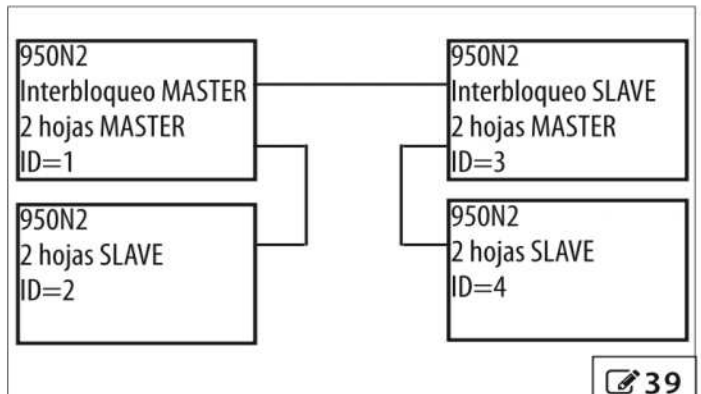 950N2
Interbloqueo MASTER
2 hojas MASTER
ID=1
950N2
Interbloqueo SLAVE
2 hojas MASTER
ID=3
950N2
2 hojas SLAVE
ID=2
950N2
2 hojas SLAVE
ID=4
39